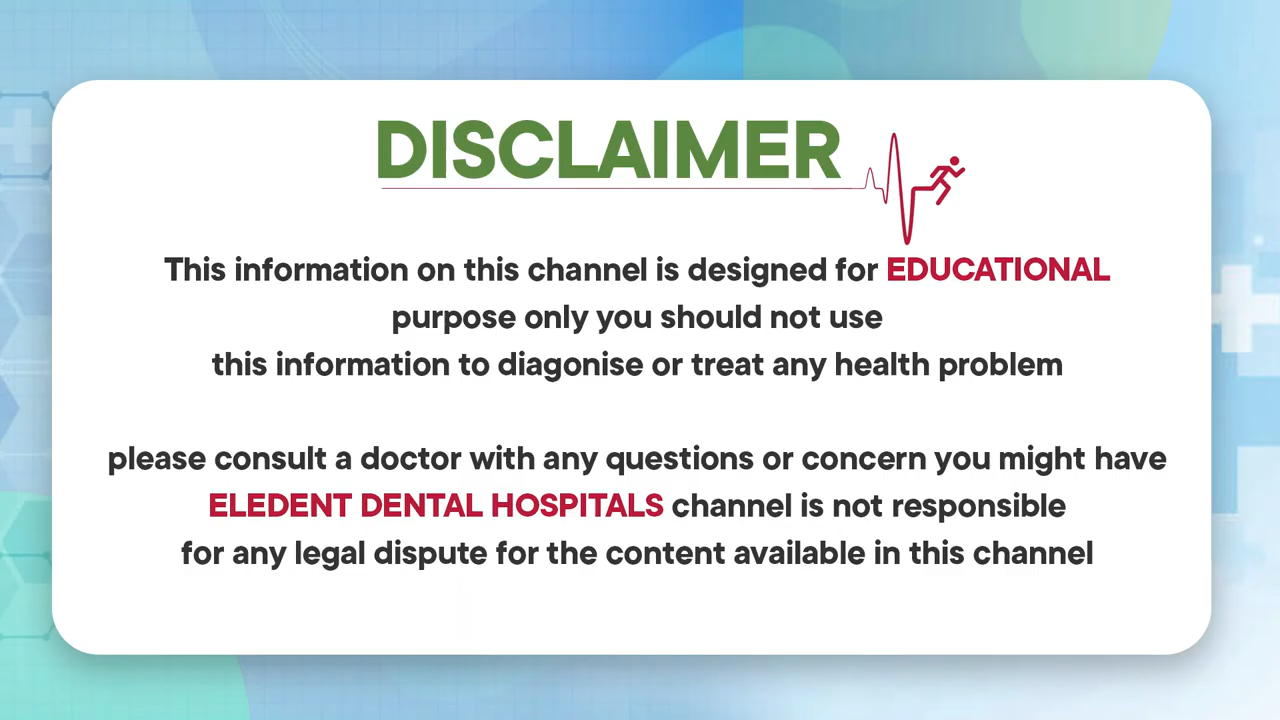 DISCLAIMER
This information on this channel is designed for EDUCATIONAL
purpose only you should not use
this information to diagonise or treat any health problem
please consult a doctor with any questions or concern you might have
ELEDENT DENTAL HOSPITALS channel is not responsible
for any legal dispute for the content available in this channel